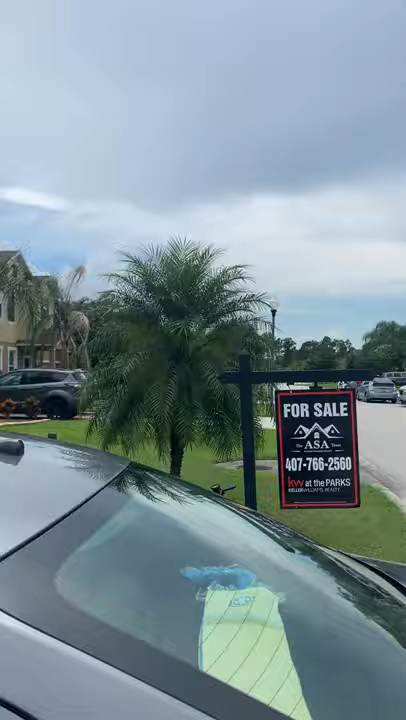 FOR SALE
The ASA Team
407-766-2560
kw at the PARKS
KELLERWILLIAMS. REALTY